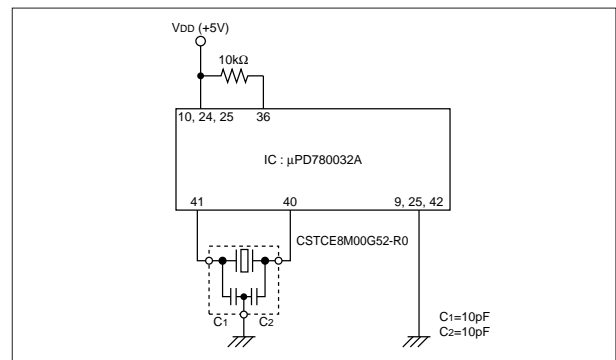 VDD (+5V)
10kΩ
10, 24, 25 36
IC : µPD780032A
41 40 9, 25, 42
CSTCE8M00G52-R0
C1 C2
C1=10pF
C2=10pF